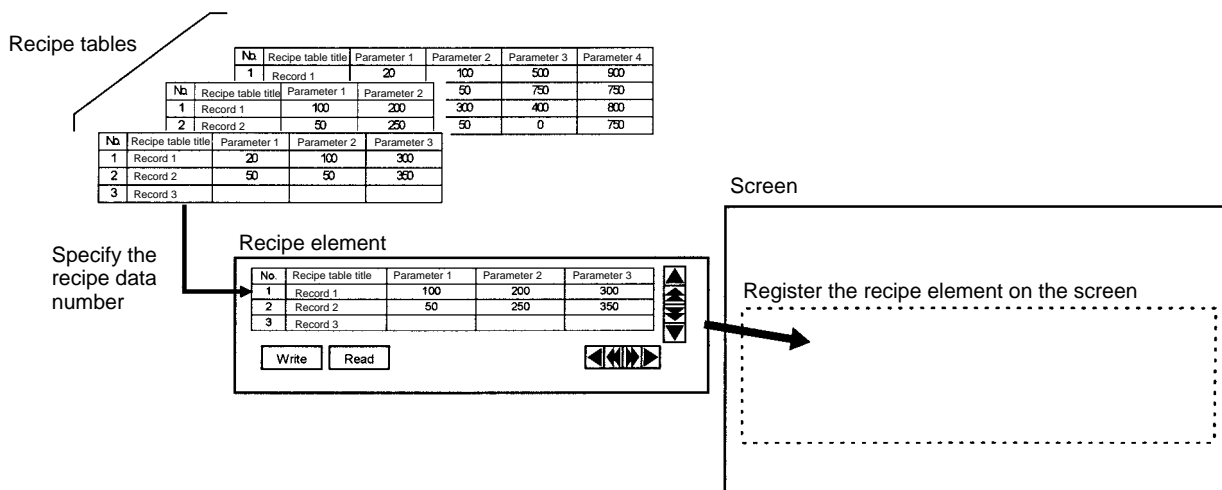 Recipe tables
No. Recipe table title Parameter 1 Parameter 2 Parameter 3 Parameter 4
1 Record 1 20 100 500 900
50 750 750
300 400 800
50 0 750
No. Recipe table title Parameter 1 Parameter 2
1 Record 1 100 200
2 Record 2 50 250
No. Recipe table title Parameter 1 Parameter 2 Parameter 3
1 Record 1 20 100 300
2 Record 2 50 50 350
3 Record 3
Specify the
recipe data
number
Recipe element
No. Recipe table title Parameter 1 Parameter 2 Parameter 3
1 Record 1 100 200 300
2 Record 2 50 250 350
3 Record 3
Write Read
Screen
Register the recipe element on the screen